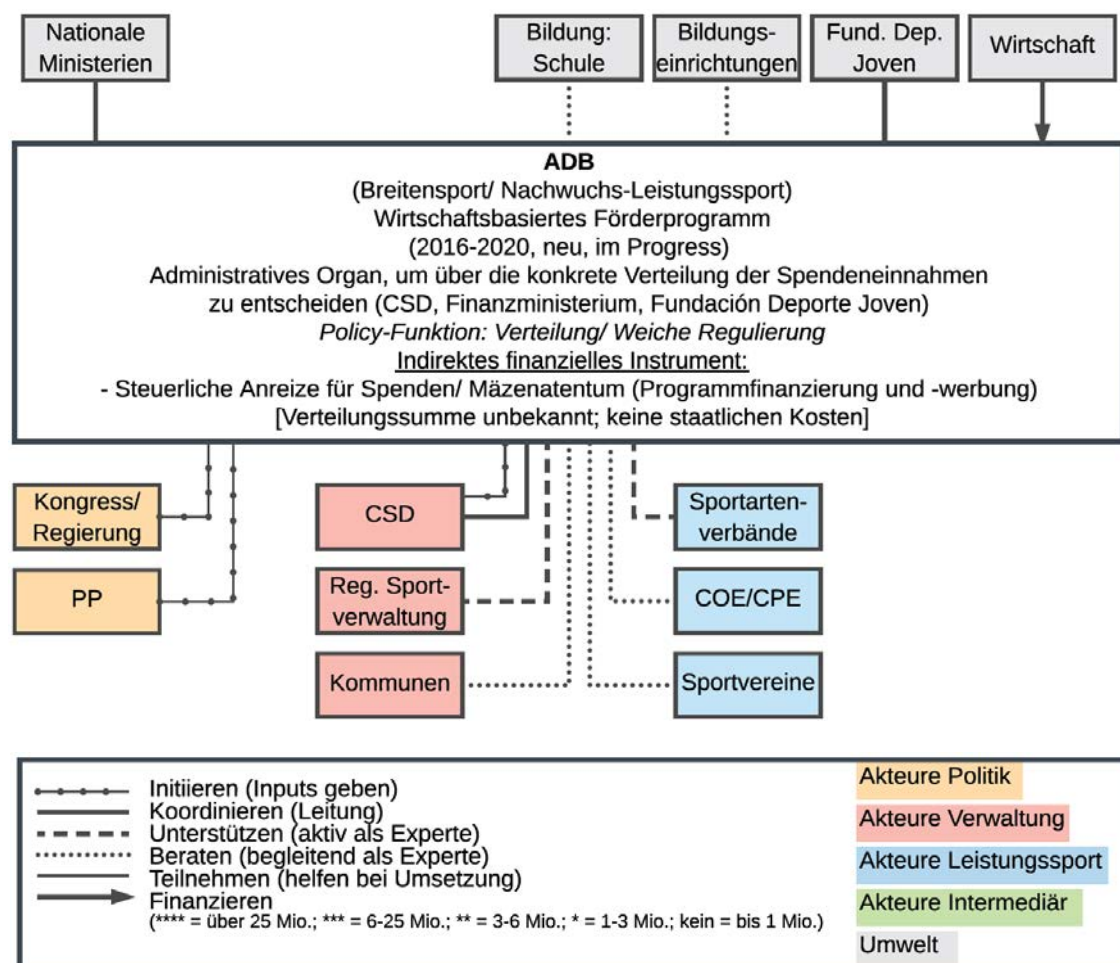 Nationale
Ministerien
Bildung:
Schule
Bildungs-
einrichtungen
Fund. Dep.
Joven
Wirtschaft
ADB
(Breitensport/ Nachwuchs-Leistungssport)
Wirtschaftsbasiertes Förderprogramm
(2016-2020, neu, im Progress)
Administratives Organ, um über die konkrete Verteilung der Spendeneinnahmen
zu entscheiden (CSD, Finanzministerium, Fundación Deporte Joven)
Policy-Funktion: Verteilung/ Weiche Regulierung
Indirektes finanzielles Instrument:
- Steuerliche Anreize für Spenden/ Mäzenatentum (Programmfinanzierung und -werbung)
[Verteilungssumme unbekannt; keine staatlichen Kosten]
Kongress/
Regierung
PP
CSD
Reg. Sport-
verwaltung
Kommunen
Sportarten-
verbände
COE/CPE
Sportvereine
Initiieren (Inputs geben)
Koordinieren (Leitung)
Unterstützen (aktiv als Experte)
Beraten (begleitend als Experte)
Teilnehmen (helfen bei Umsetzung)
Finanzieren
(**** = über 25 Mio.; *** = 6-25 Mio.; ** = 3-6 Mio.; * = 1-3 Mio.; kein = bis 1 Mio.)
Akteure Politik
Akteure Verwaltung
Akteure Leistungssport
Akteure Intermediär
Umwelt